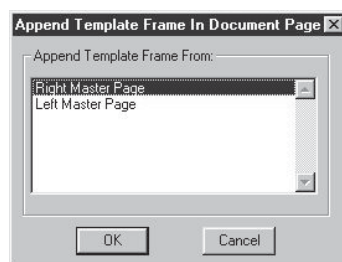 Append Template Frame In Document Page
Append Template Frame From:
Right Master Page
Left Master Page
OK
Cancel